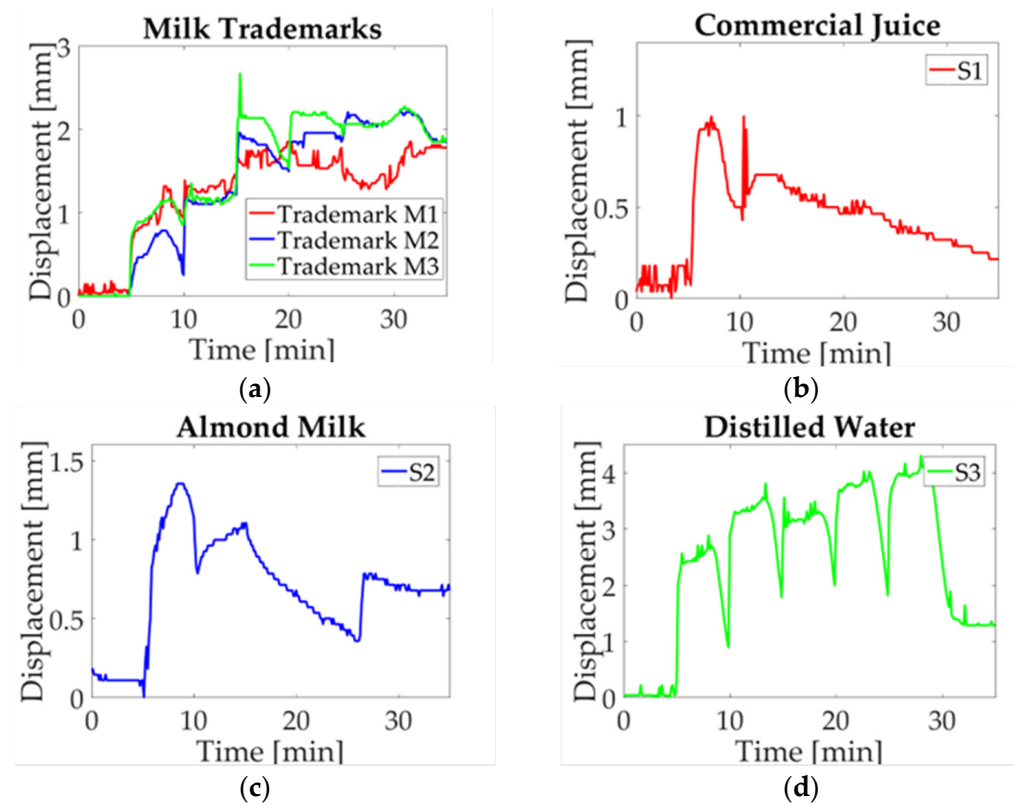 Milk Trademarks
Displacement [mm]
3
2
1
0
0 10 20 30
Time [min]
Trademark M1
Trademark M2
Trademark M3
(a)
Commercial Juice
Displacement [mm]
1
0.5
0
0 10 20 30
Time [min]
S1
(b)
Almond Milk
Displacement [mm]
1.5
1
0.5
0
0 10 20 30
Time [min]
S2
(c)
Distilled Water
Displacement [mm]
4
3
2
1
0
0 10 20 30
Time [min]
S3
(d)